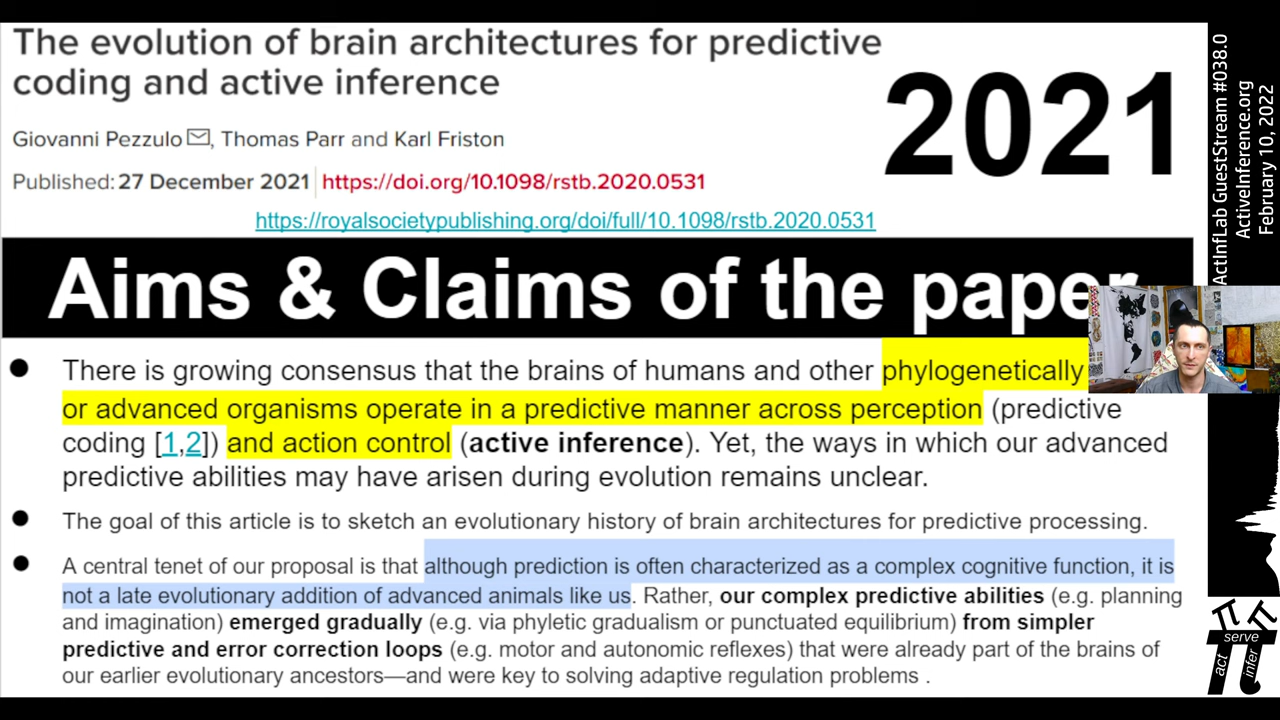 The evolution of brain architectures for predictive
coding and active inference
2021
Giovanni Pezzulo, Thomas Parr and Karl Friston
Published: 27 December 2021 https://doi.org/10.1098/rstb.2020.0531
https://royalsocietypublishing.org/doi/full/10.1098/rstb.2020.0531
Aims & Claims of the paper
● There is growing consensus that the brains of humans and other phylogenetically
or advanced organisms operate in a predictive manner across perception (predictive
coding [1,2]) and action control (active inference). Yet, the ways in which our advanced
predictive abilities may have arisen during evolution remains unclear.
● The goal of this article is to sketch an evolutionary history of brain architectures for predictive processing.
● A central tenet of our proposal is that although prediction is often characterized as a complex cognitive function, it is
not a late evolutionary addition of advanced animals like us. Rather, our complex predictive abilities (e.g. planning
and imagination) emerged gradually (e.g. via phyletic gradualism or punctuated equilibrium) from simpler
predictive and error correction loops (e.g. motor and autonomic reflexes) that were already part of the brains of
our earlier evolutionary ancestors—and were key to solving adaptive regulation problems .
ActInfLab GuestStream #038.0
ActiveInference.org
February 10, 2022
act
serve
infer